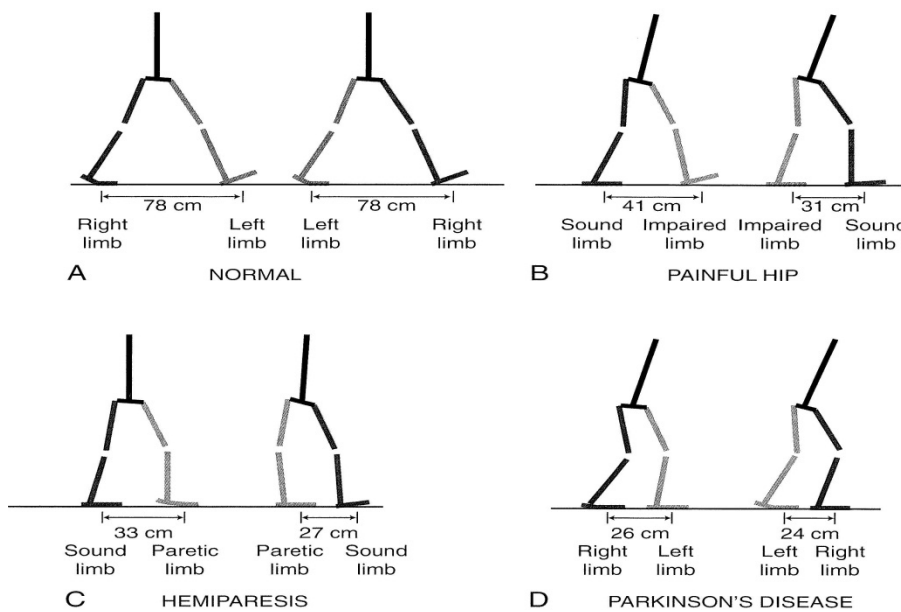 78 cm
78 cm
Right limb
Left limb
Left limb
Right limb
A NORMAL
41 cm
31 cm
Sound limb
Impaired limb
Impaired limb
Sound limb
B PAINFUL HIP
33 cm
27 cm
Sound limb
Paretic limb
Paretic limb
Sound limb
C HEMIPARESIS
26 cm
24 cm
Right limb
Left limb
Left limb
Right limb
D PARKINSON'S DISEASE